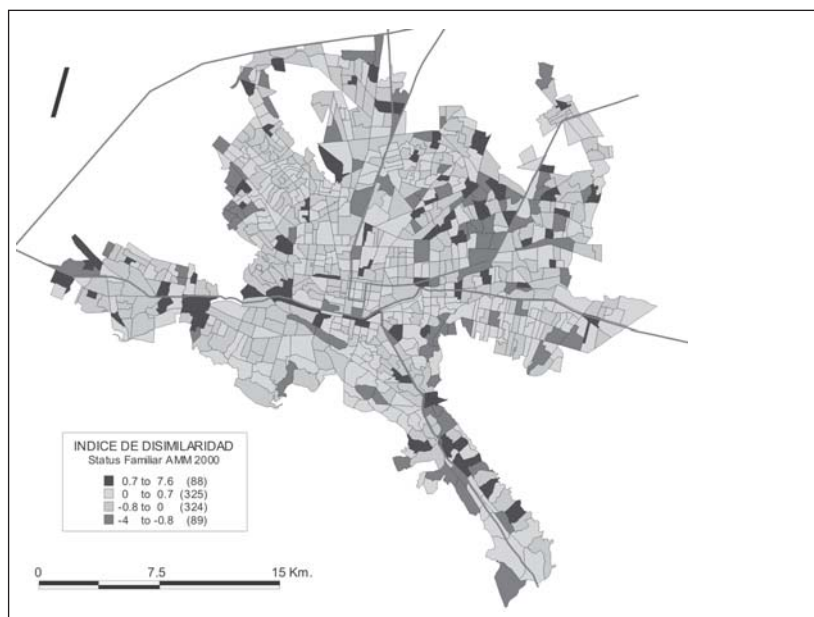 INDICE DE DISIMILARIDAD
Status Familiar AMM 2000
0.7 to 7.6 (88)
0 to 0.7 (325)
-0.8 to 0 (324)
-4 to -0.8 (89)
0 7.5 15 Km.